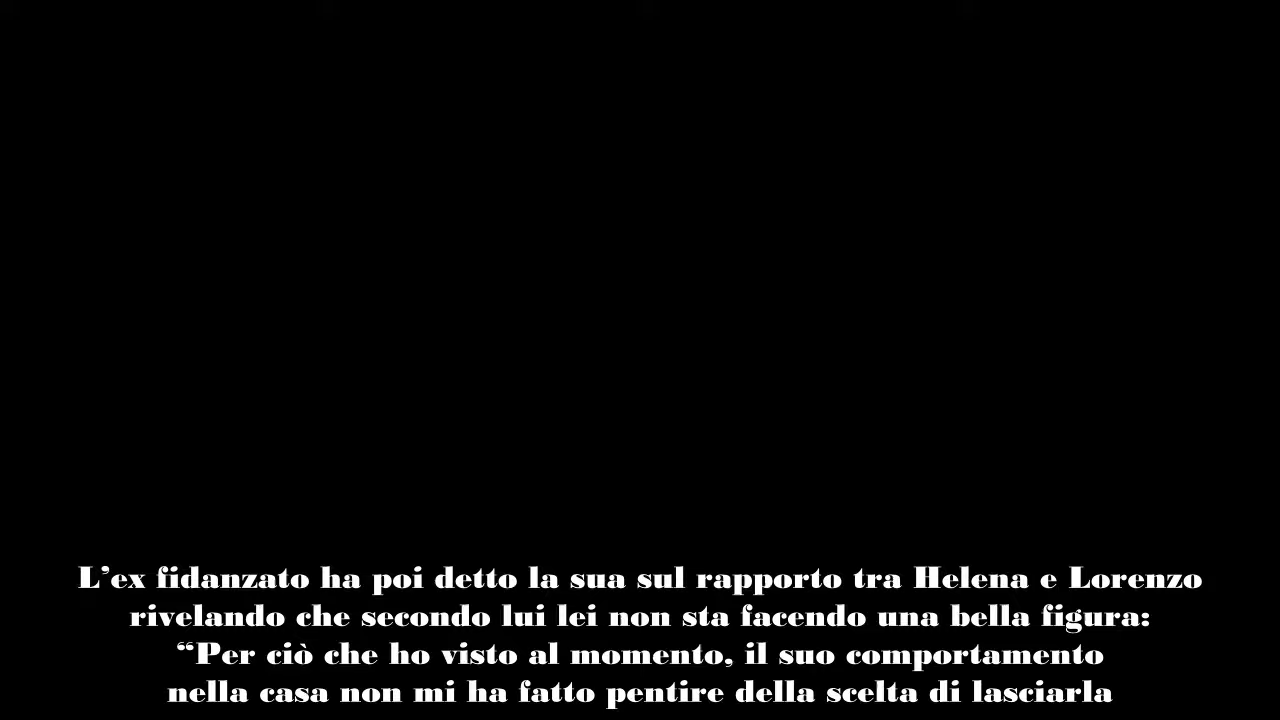 L’ex fidanzato ha poi detto la sua sul rapporto tra Helena e Lorenzo
rivelando che secondo lui lei non sta facendo una bella figura:
“Per ciò che ho visto al momento, il suo comportamento
nella casa non mi ha fatto pentire della scelta di lasciarla